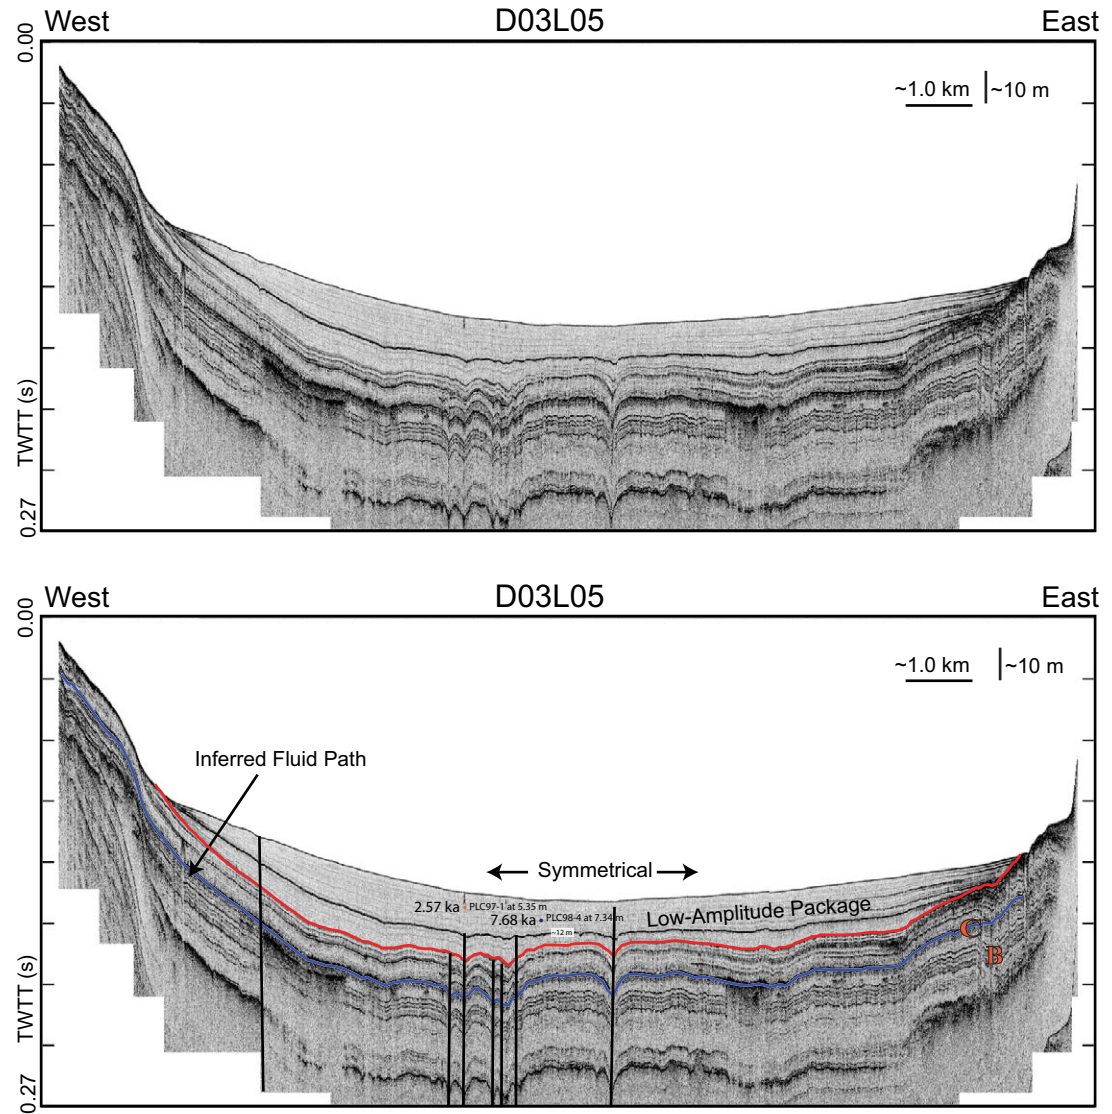 West D03L05 East
0.00
~1.0 km ~10 m
TWTT (s)
0.27
West D03L05 East
0.00
~1.0 km ~10 m
Inferred Fluid Path
Symmetrical
2.57 ka PLC97-1 at 5.35 m
7.68 ka PLC98-4 at 7.34 m
~12 m
Low-Amplitude Package
C
B
TWTT (s)
0.27